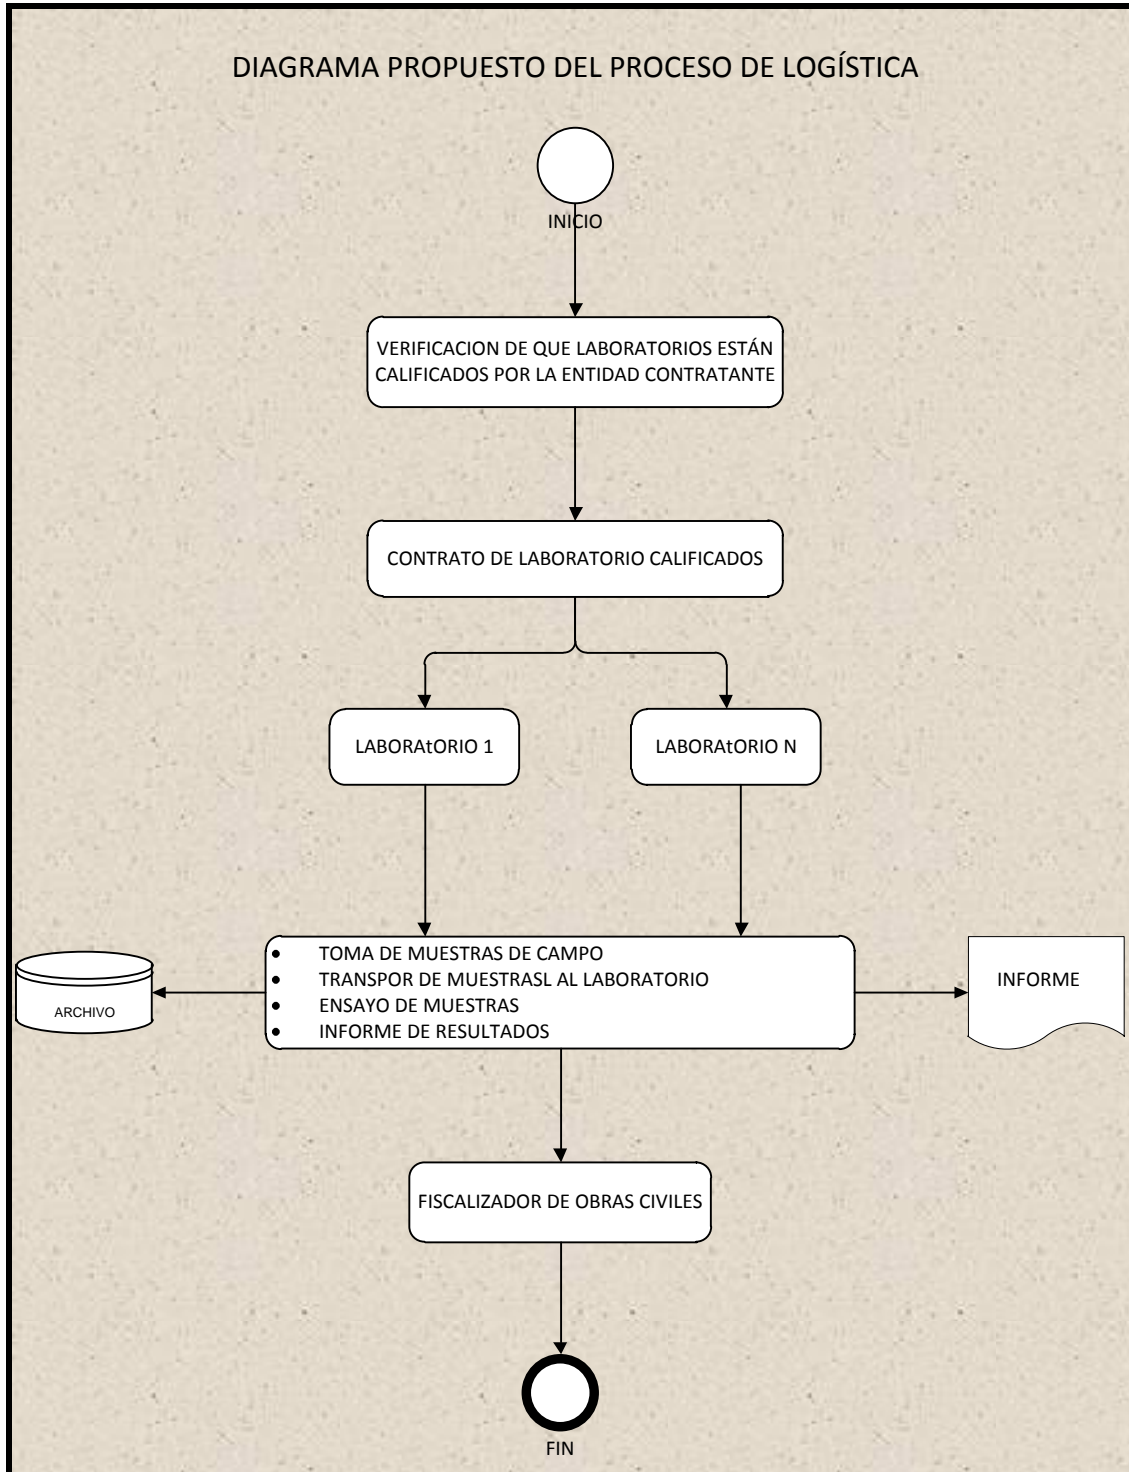 DIAGRAMA PROPUESTO DEL PROCESO DE LOGÍSTICA
INICIO
VERIFICACION DE QUE LABORATORIOS ESTÁN
CALIFICADOS POR LA ENTIDAD CONTRATANTE
CONTRATO DE LABORATORIO CALIFICADOS
LABORAtORIO 1
LABORAtORIO N
ARCHIVO
• TOMA DE MUESTRAS DE CAMPO
• TRANSPOR DE MUESTRASL AL LABORATORIO
• ENSAYO DE MUESTRAS
• INFORME DE RESULTADOS
INFORME
FISCALIZADOR DE OBRAS CIVILES
FIN